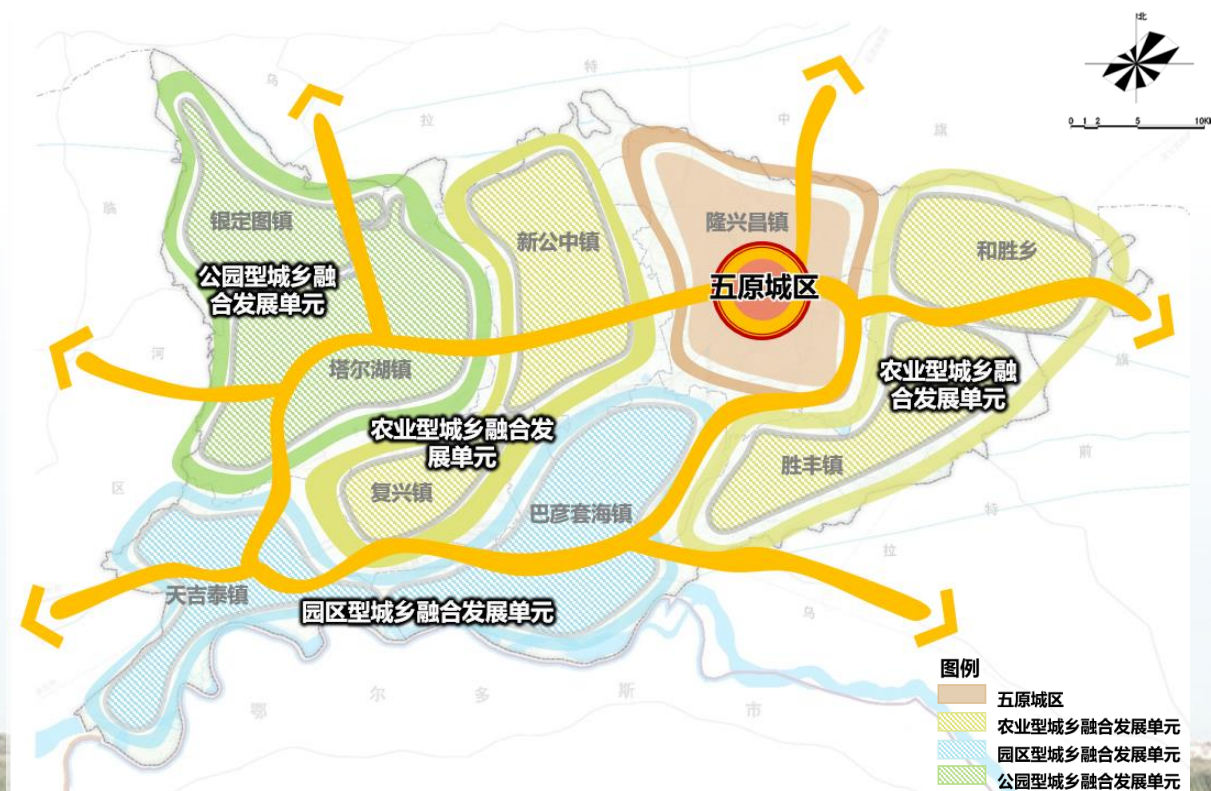 北
0 1 2 5 10
乌
拉
特
中
旗
临
河
区
银定图镇
公园型城乡融
合发展单元
新公中镇
隆兴昌镇
五原城区
和胜乡
塔尔湖镇
农业型城乡融
合发展单元
农业型城乡融合发
展单元
复兴镇
巴彦套海镇
胜丰镇
旗
前
特
拉
乌
天吉泰镇
园区型城乡融合发展单元
鄂
尔
多
斯
市
图例
五原城区
农业型城乡融合发展单元
园区型城乡融合发展单元
公园型城乡融合发展单元